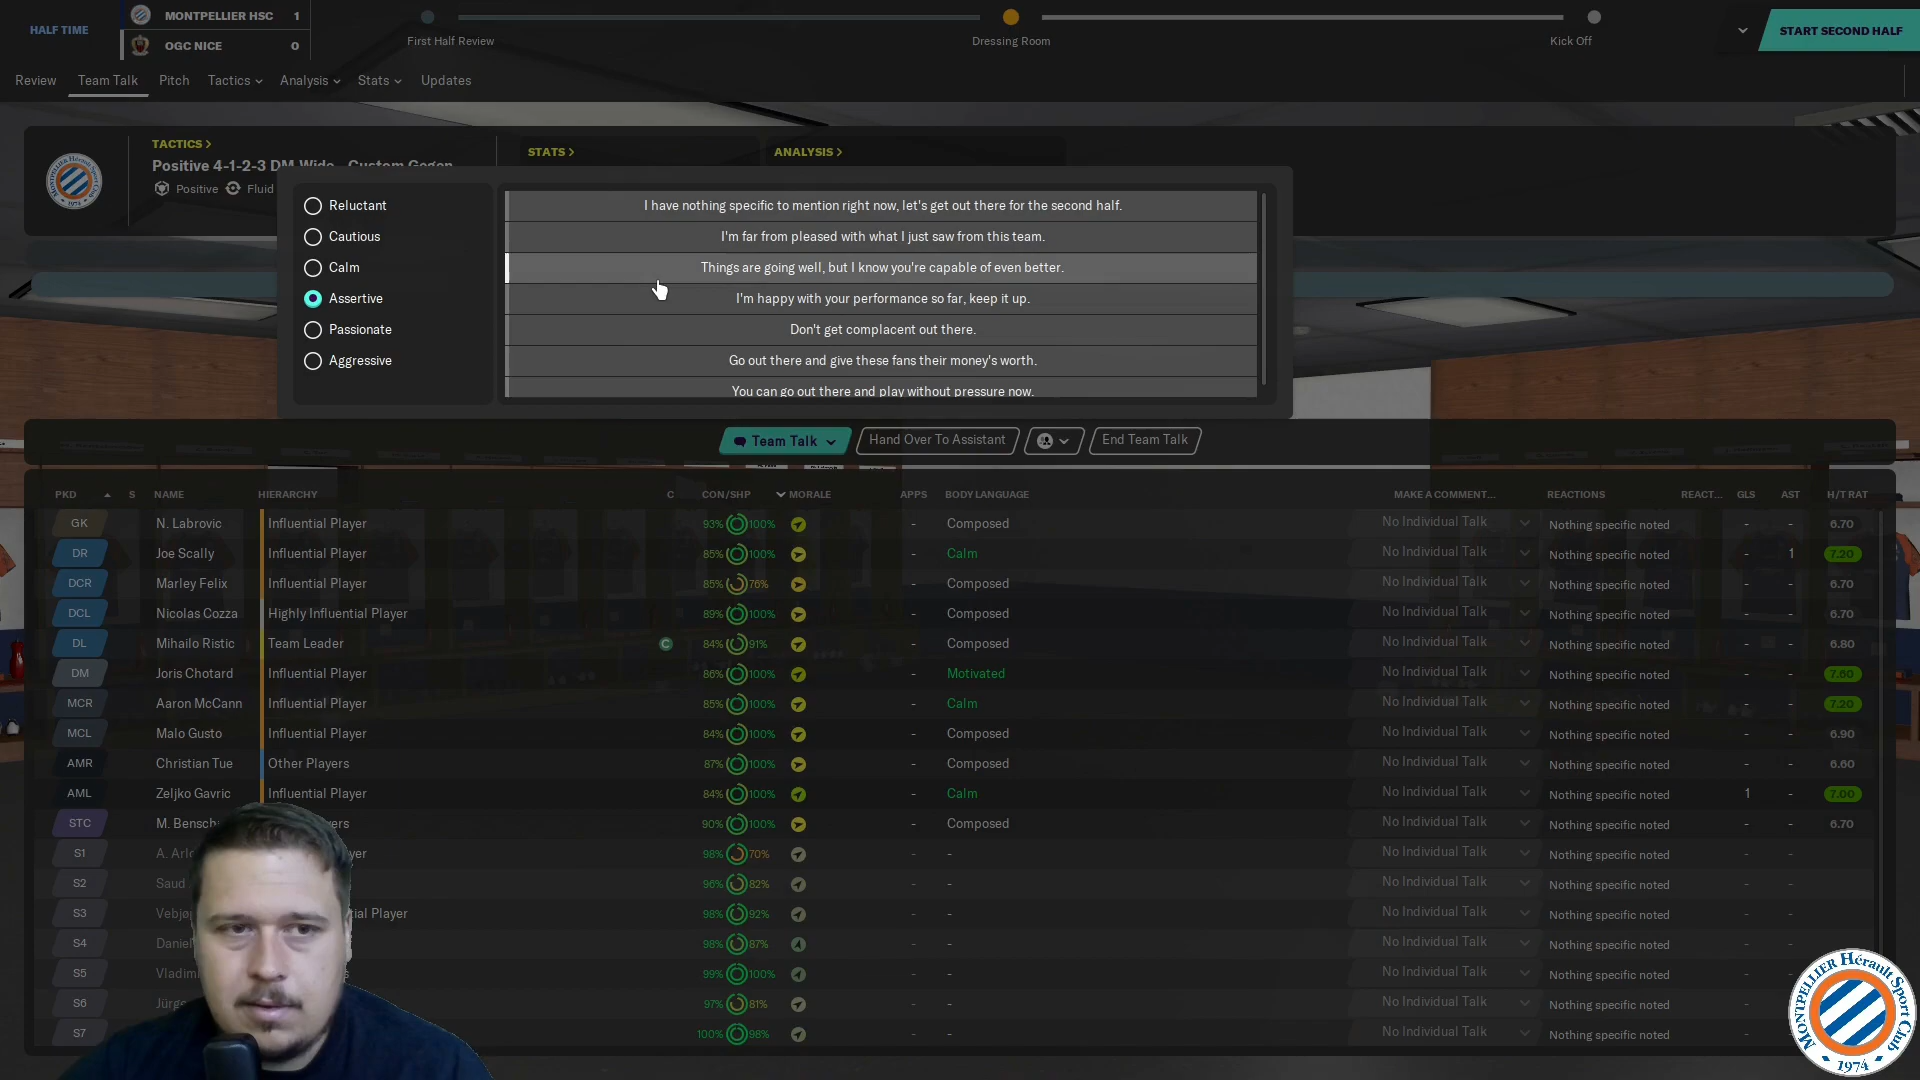 HALF TIME
MONTPELLIER HSC 1
OGC NICE 0
First Half Review
Dressing Room
Kick Off
START SECOND HALF
Review Team Talk Pitch Tactics Analysis Stats Updates
TACTICS >
Positive 4-1-2-3 DM Wide - Custom Gegen
Positive Fluid
STATS >
ANALYSIS >
Reluctant
Cautious
Calm
Assertive
Passionate
Aggressive
I have nothing specific to mention right now, let's get out there for the second half.
I'm far from pleased with what I just saw from this team.
Things are going well, but I know you're capable of even better.
I'm happy with your performance so far, keep it up.
Don't get complacent out there.
Go out there and give these fans their money's worth.
You can go out there and play without pressure now.
Team Talk Hand Over To Assistant End Team Talk
PKD S NAME HIERARCHY C CON/SHP MORALE APPS BODY LANGUAGE MAKE A COMMENT... REACTIONS REACT... GLS AST H/T RAT
GK N. Labrovic Influential Player 93% 100% - Composed No Individual Talk Nothing specific noted - - 6.70
DR Joe Scally Influential Player 85% 100% - Calm No Individual Talk Nothing specific noted - 1 7.20
DCR Marley Felix Influential Player 85% 76% - Composed No Individual Talk Nothing specific noted - - 6.70
DCL Nicolas Cozza Highly Influential Player 89% 100% - Composed No Individual Talk Nothing specific noted - - 6.70
DL Mihailo Ristic Team Leader C 84% 91% - Composed No Individual Talk Nothing specific noted - - 6.80
DM Joris Chotard Influential Player 86% 100% - Motivated No Individual Talk Nothing specific noted - - 7.60
MCR Aaron McCann Influential Player 85% 100% - Calm No Individual Talk Nothing specific noted - - 7.20
MCL Malo Gusto Influential Player 84% 100% - Composed No Individual Talk Nothing specific noted - - 6.90
AMR Christian Tue Other Players 87% 100% - Composed No Individual Talk Nothing specific noted - - 6.60
AML Zeljko Gavric Influential Player 84% 100% - Calm No Individual Talk Nothing specific noted 1 - 7.00
STC M. Bensch yers 90% 100% - Composed No Individual Talk Nothing specific noted - - 6.70
S1 A. Arlo yer 98% 70% - - No Individual Talk Nothing specific noted - -
S2 Saud 96% 82% - - No Individual Talk Nothing specific noted - -
S3 Vebjø tial Player 98% 92% - - No Individual Talk Nothing specific noted - -
S4 Daniel 98% 87% - - No Individual Talk Nothing specific noted - -
S5 Vladimi s 99% 100% - - No Individual Talk Nothing specific noted - -
S6 Jürge 97% 81% - - No Individual Talk Nothing specific noted - -
S7 100% 98% - - No Individual Talk Nothing specific noted - -
MONTPELLIER Hérault Sport Club
1974